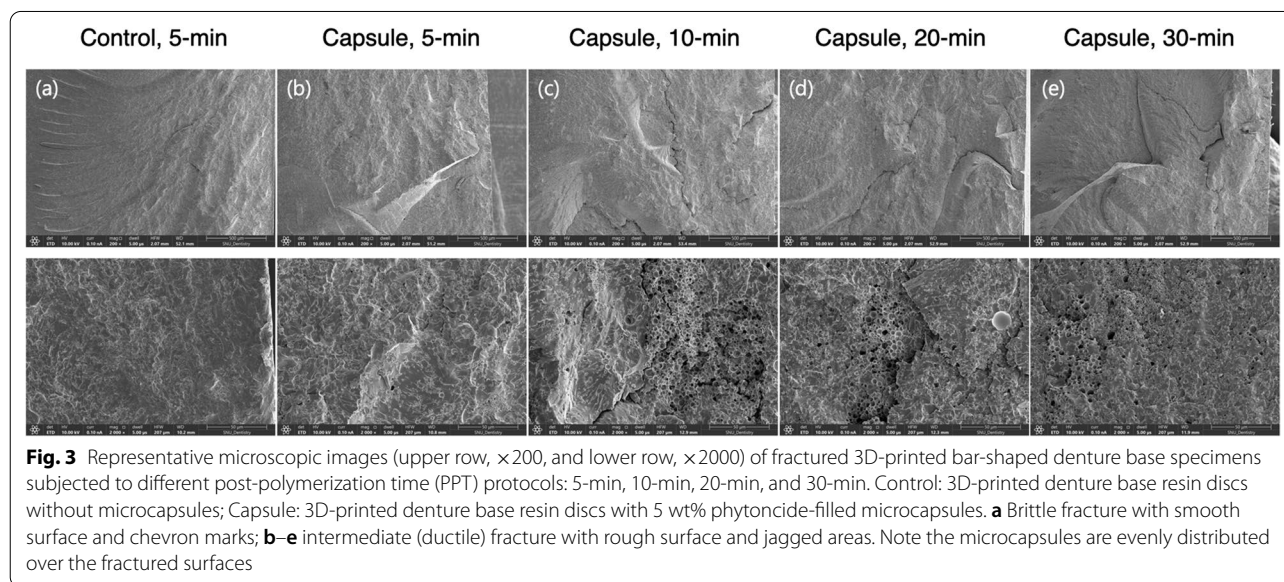 Control, 5-min Capsule, 5-min Capsule, 10-min Capsule, 20-min Capsule, 30-min
(a) (b) (c) (d) (e)
Fig. 3 Representative microscopic images (upper row, ×200, and lower row, ×2000) of fractured 3D-printed bar-shaped denture base specimens
subjected to different post-polymerization time (PPT) protocols: 5-min, 10-min, 20-min, and 30-min. Control: 3D-printed denture base resin discs
without microcapsules; Capsule: 3D-printed denture base resin discs with 5 wt% phytoncide-filled microcapsules. a Brittle fracture with smooth
surface and chevron marks; b–e intermediate (ductile) fracture with rough surface and jagged areas. Note the microcapsules are evenly distributed
over the fractured surfaces